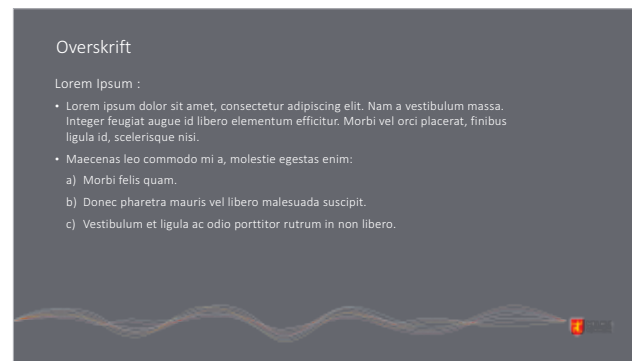 Overskrift
Lorem Ipsum :
• Lorem ipsum dolor sit amet, consectetur adipiscing elit. Nam a vestibulum massa.
Integer feugiat augue id libero elementum efficitur. Morbi vel orci placerat, finibus
ligula id, scelerisque nisi.
• Maecenas leo commodo mi a, molestie egestas enim:
a) Morbi felis quam.
b) Donec pharetra mauris vel libero malesuada suscipit.
c) Vestibulum et ligula ac odio porttitor rutrum in non libero.